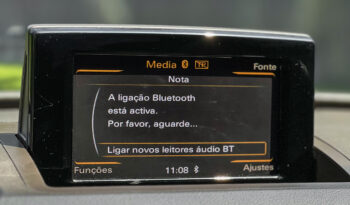 Media
Fonte
Nota
A ligação Bluetooth
está activa.
Por favor, aguarde...
Ligar novos leitores áudio BT
Funções
11:08
Ajustes